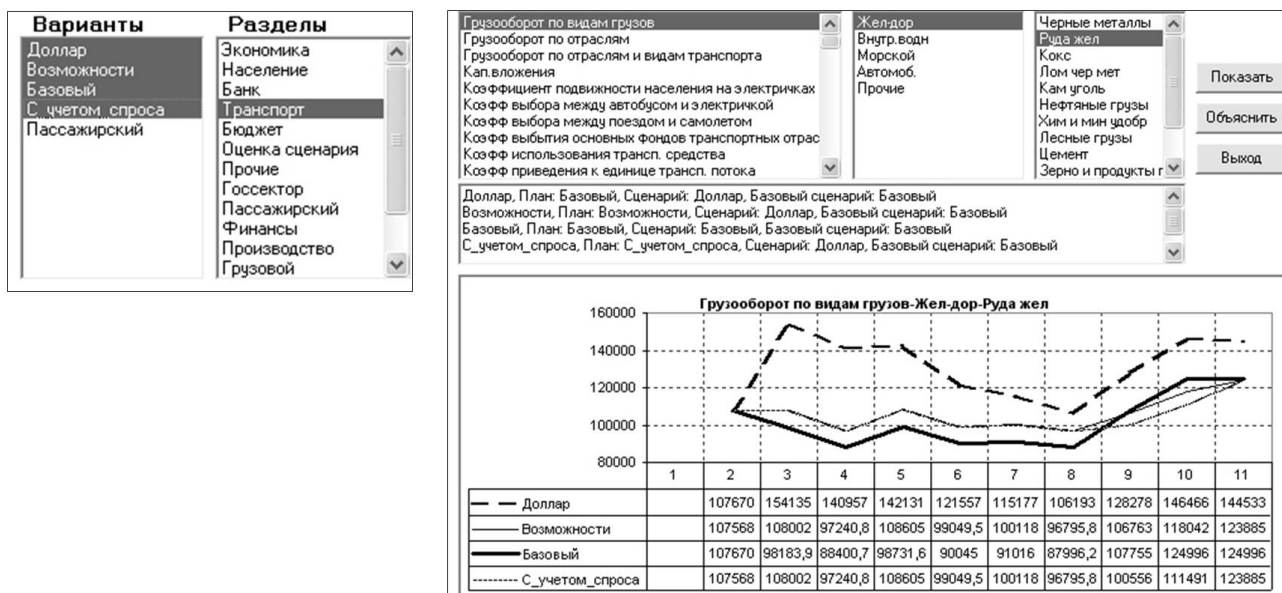 Варианты
Доллар
Возможности
Базовый
С_учетом_спроса
Пассажирский
Разделы
Экономика
Население
Банк
Транспорт
Бюджет
Оценка сценария
Прочие
Госсектор
Пассажирский
Финансы
Производство
Грузовой
Грузооборот по видам грузов
Грузооборот по отраслям
Грузооборот по отраслям и видам транспорта
Кап.вложения
Коэффициент подвижности населения на электричках
Коэфф выбора между автобусом и электричкой
Коэфф выбора между поездом и самолетом
Коэфф выбытия основных фондов транспортных отрас
Коэфф использования трансп. средства
Коэфф приведения к единице трансп. потока
Жел-дор
Внутр.водн
Морской
Автомоб.
Прочие
Черные металлы
Руда жел
Кокс
Лом чер мет
Кам уголь
Нефтяные грузы
Хим и мин удобр
Лесные грузы
Цемент
Зерно и продукты г
Показать
Объяснить
Выход
Доллар, План: Базовый, Сценарий: Доллар, Базовый сценарий: Базовый
Возможности, План: Возможности, Сценарий: Доллар, Базовый сценарий: Базовый
Базовый, План: Базовый, Сценарий: Базовый, Базовый сценарий: Базовый
С_учетом_спроса, План: С_учетом_спроса, Сценарий: Доллар, Базовый сценарий: Базовый
Грузооборот по видам грузов-Жел-дор-Руда жел
160000
140000
120000
100000
80000
1 2 3 4 5 6 7 8 9 10 11
Доллар 107670 154135 140957 142131 121557 115177 106193 128278 146466 144533
Возможности 107568 108002 97240,8 108605 99049,5 100118 96795,8 106763 118042 123885
Базовый 107670 98183,9 88400,7 98731,6 90045 91016 87996,2 107755 124996 124996
С_учетом_спроса 107568 108002 97240,8 108605 99049,5 100118 96795,8 100556 111491 123885